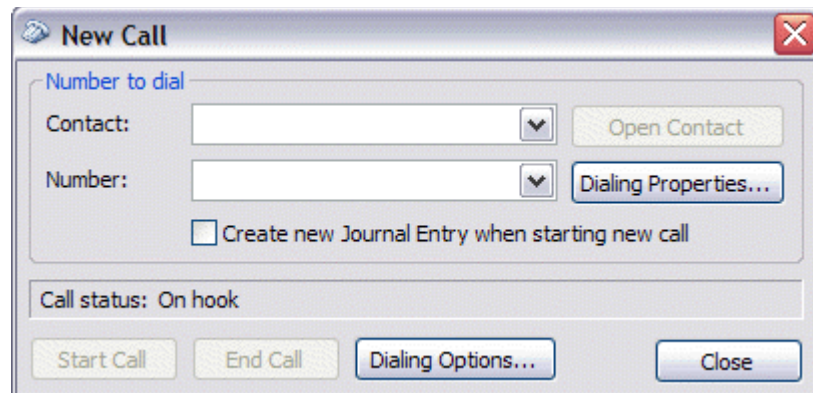 New Call
Number to dial
Contact:
Open Contact
Number:
Dialing Properties...
Create new Journal Entry when starting new call
Call status: On hook
Start Call End Call Dialing Options... Close